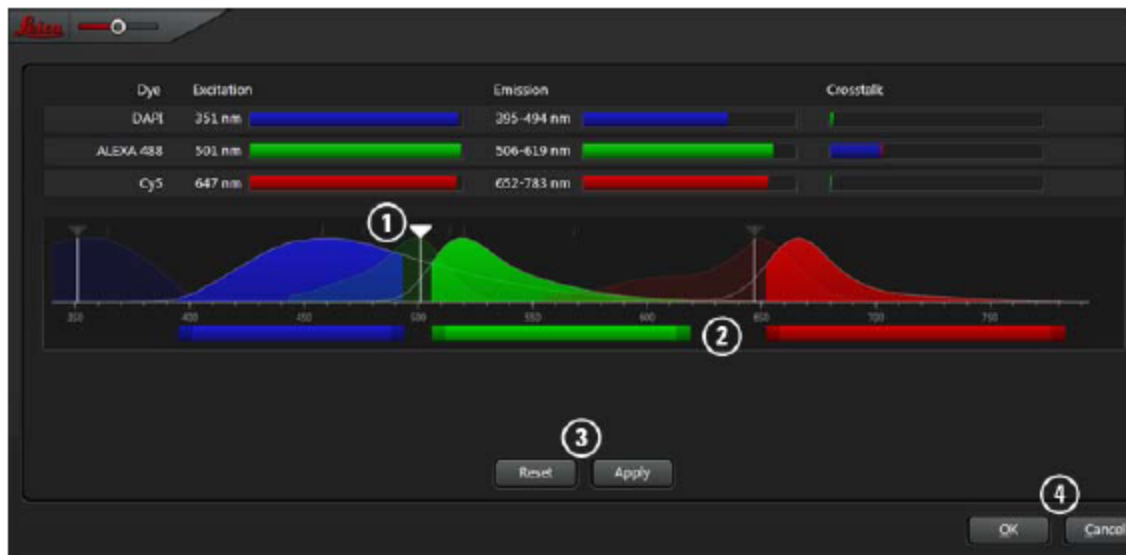 Leica
Dye Excitation Emission Crosstalk
DAPI 351 nm 395-494 nm
ALEXA 488 501 nm 506-619 nm
Cy5 647 nm 652-783 nm
1
350 400 450 500 550 600 650 700 750
2
3
Reset Apply
4
OK Cancel